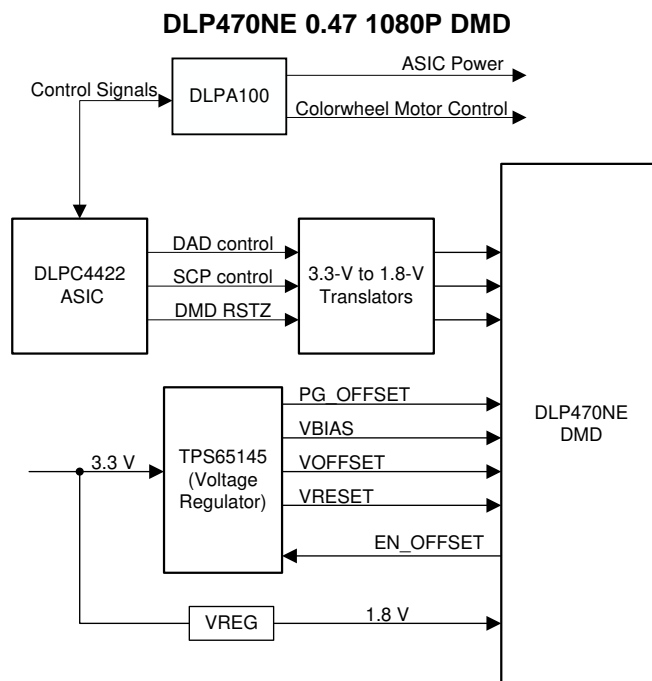 DLP470NE 0.47 1080P DMD
ASIC Power
Control Signals
DLPA100
Colorwheel Motor Control
DAD control
DLPC4422
ASIC
SCP control
3.3-V to 1.8-V
Translators
DMD RSTZ
PG_OFFSET
DLP470NE
DMD
VBIAS
3.3 V
TPS65145
(Voltage
Regulator)
VOFFSET
VRESET
EN_OFFSET
VREG
1.8 V